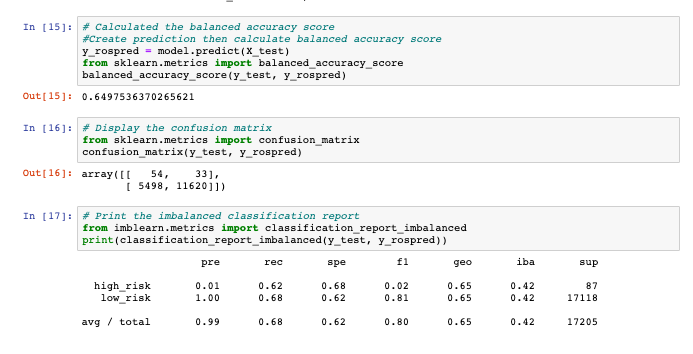 In [15]: # Calculated the balanced accuracy score
#Create prediction then calculate balanced accuracy score
y_rospred = model.predict(X_test)
from sklearn.metrics import balanced_accuracy_score
balanced_accuracy_score(y_test, y_rospred)
Out[15]: 0.6497536370265621
In [16]: # Display the confusion matrix
from sklearn.metrics import confusion_matrix
confusion_matrix(y_test, y_rospred)
Out[16]: array([[   54,    33],
       [ 5498, 11620]])
In [17]: # Print the imbalanced classification report
from imblearn.metrics import classification_report_imbalanced
print(classification_report_imbalanced(y_test, y_rospred))
pre rec spe f1 geo iba sup
high_risk 0.01 0.62 0.68 0.02 0.65 0.42 87
low_risk 1.00 0.68 0.62 0.81 0.65 0.42 17118
avg / total 0.99 0.68 0.62 0.80 0.65 0.42 17205